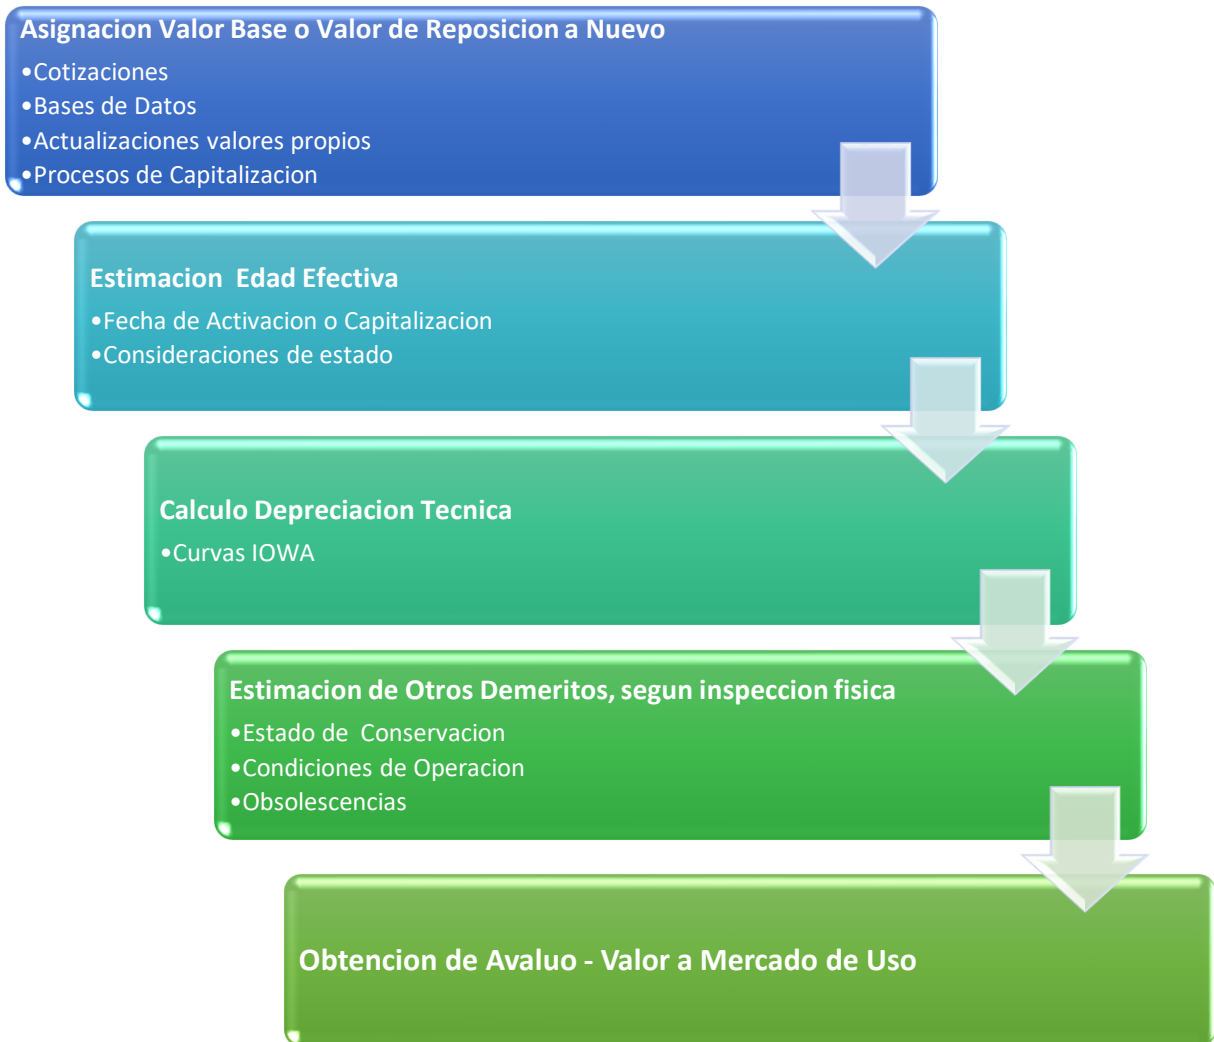 Asignacion Valor Base o Valor de Reposicion a Nuevo
•Cotizaciones
•Bases de Datos
•Actualizaciones valores propios
•Procesos de Capitalizacion
Estimacion Edad Efectiva
•Fecha de Activacion o Capitalizacion
•Consideraciones de estado
Calculo Depreciacion Tecnica
•Curvas IOWA
Estimacion de Otros Demeritos, segun inspeccion fisica
•Estado de Conservacion
•Condiciones de Operacion
•Obsolescencias
Obtencion de Avaluo - Valor a Mercado de Uso